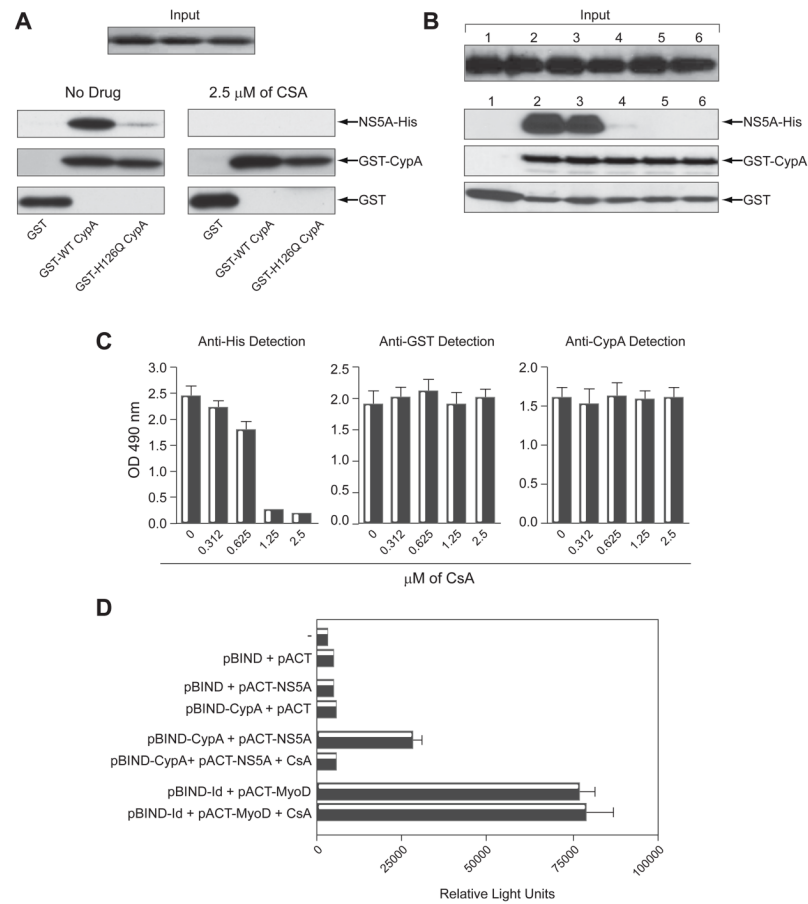 A
Input
No Drug
2.5 μM of CSA
NS5A-His
GST-CypA
GST
GST
GST-WT CypA
GST-H126Q CypA
GST
GST-WT CypA
GST-H126Q CypA
B
Input
1 2 3 4 5 6
1 2 3 4 5 6
NS5A-His
GST-CypA
GST
C
Anti-His Detection
Anti-GST Detection
Anti-CypA Detection
OD 490 nm
3.0
2.5
2.0
1.5
1.0
0.5
0.0
0 0.312 0.625 1.25 2.5
2.5
2.0
1.5
1.0
0.5
0.0
0 0.312 0.625 1.25 2.5
2.0
1.5
1.0
0.5
0.0
0 0.312 0.625 1.25 2.5
μM of CsA
D
-
pBIND + pACT
pBIND + pACT-NS5A
pBIND-CypA + pACT
pBIND-CypA + pACT-NS5A
pBIND-CypA+ pACT-NS5A + CsA
pBIND-Id + pACT-MyoD
pBIND-Id + pACT-MyoD + CsA
0 25000 50000 75000 100000
Relative Light Units